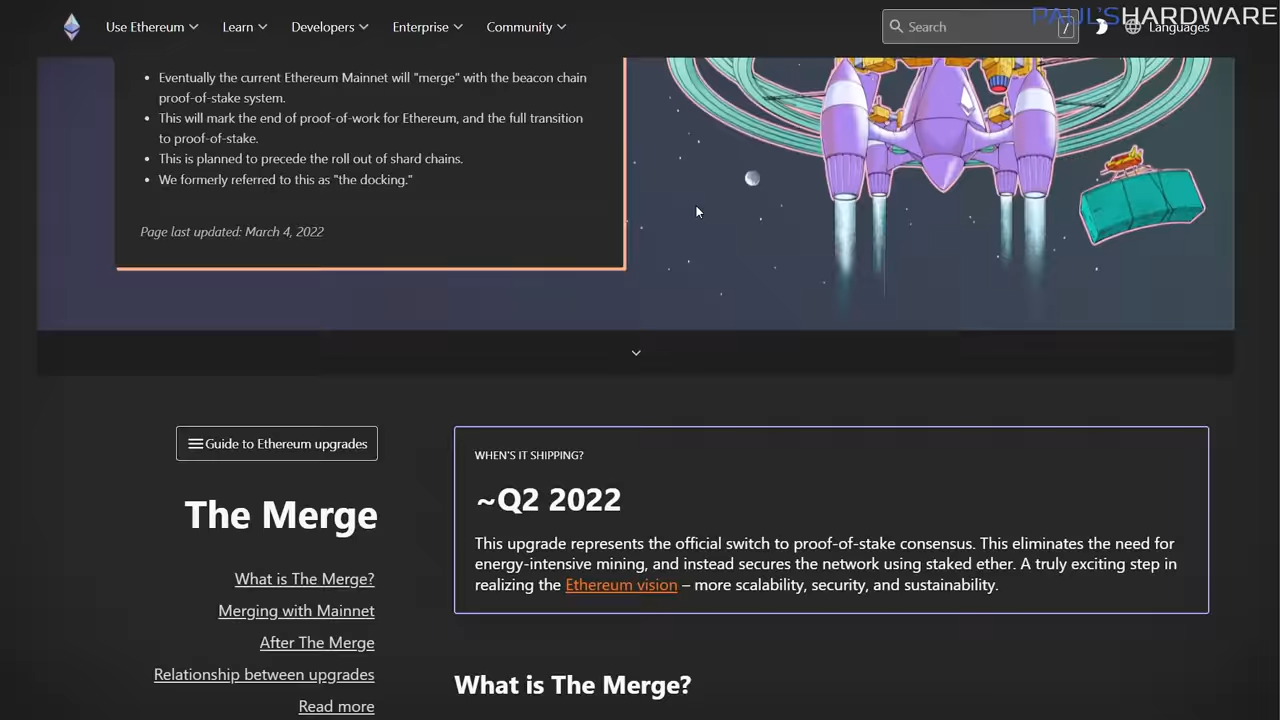 PAUL'SHARDWARE
Use Ethereum Learn Developers Enterprise Community Search / Languages
Eventually the current Ethereum Mainnet will "merge" with the beacon chain
proof-of-stake system.
This will mark the end of proof-of-work for Ethereum, and the full transition
to proof-of-stake.
This is planned to precede the roll out of shard chains.
We formerly referred to this as "the docking."
Page last updated: March 4, 2022
Guide to Ethereum upgrades
The Merge
What is The Merge?
Merging with Mainnet
After The Merge
Relationship between upgrades
Read more
WHEN'S IT SHIPPING?
~Q2 2022
This upgrade represents the official switch to proof-of-stake consensus. This eliminates the need for
energy-intensive mining, and instead secures the network using staked ether. A truly exciting step in
realizing the Ethereum vision – more scalability, security, and sustainability.
What is The Merge?